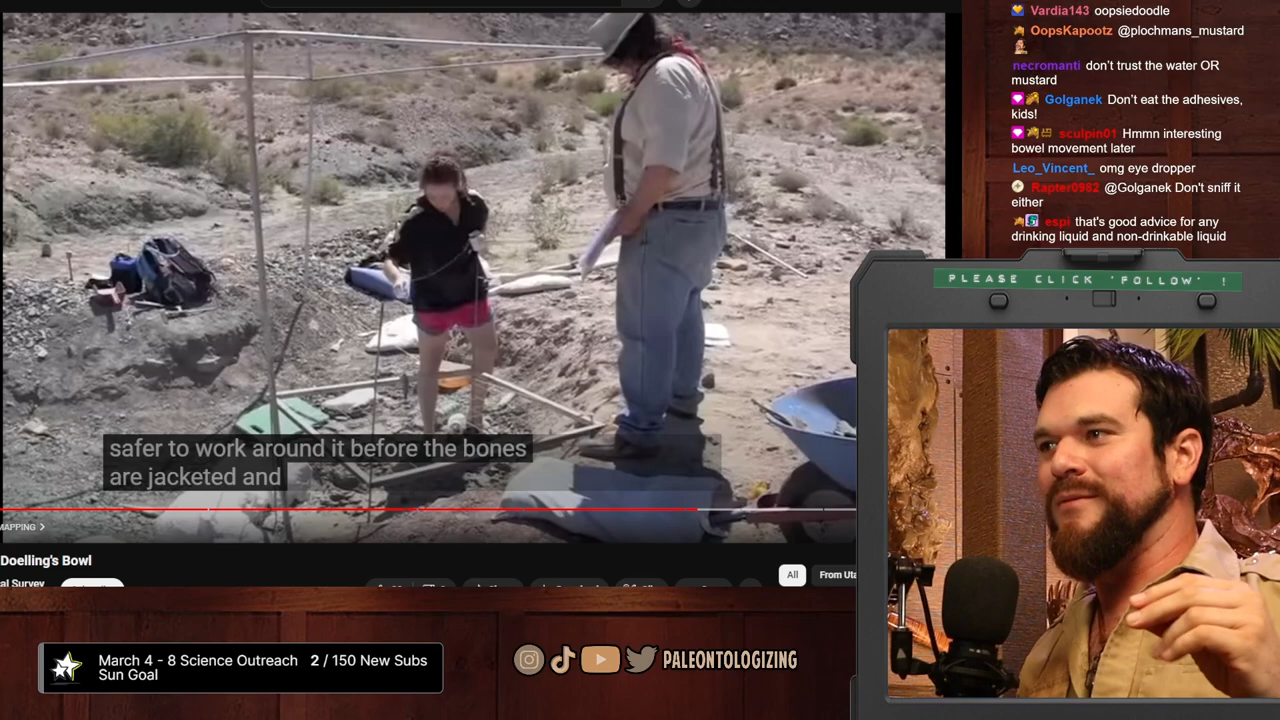 Vardia143 oopsiedoodle
OopsKapootz @plochmans_mustard
necromanti don't trust the water OR
mustard
Golganek Don't eat the adhesives,
kids!
sculpin01 Hmmn interesting
bowel movement later
Leo_Vincent_ omg eye dropper
Rapter0982 @Golganek Don't sniff it
either
espi that's good advice for any
drinking liquid and non-drinkable liquid
PLEASE CLICK "FOLLOW" !
safer to work around it before the bones
are jacketed and
MAPPING
Doelling's Bowl
al Survey
All
From Uta
March 4 - 8 Science Outreach 2 / 150 New Subs
Sun Goal
PALEONTOLOGIZING